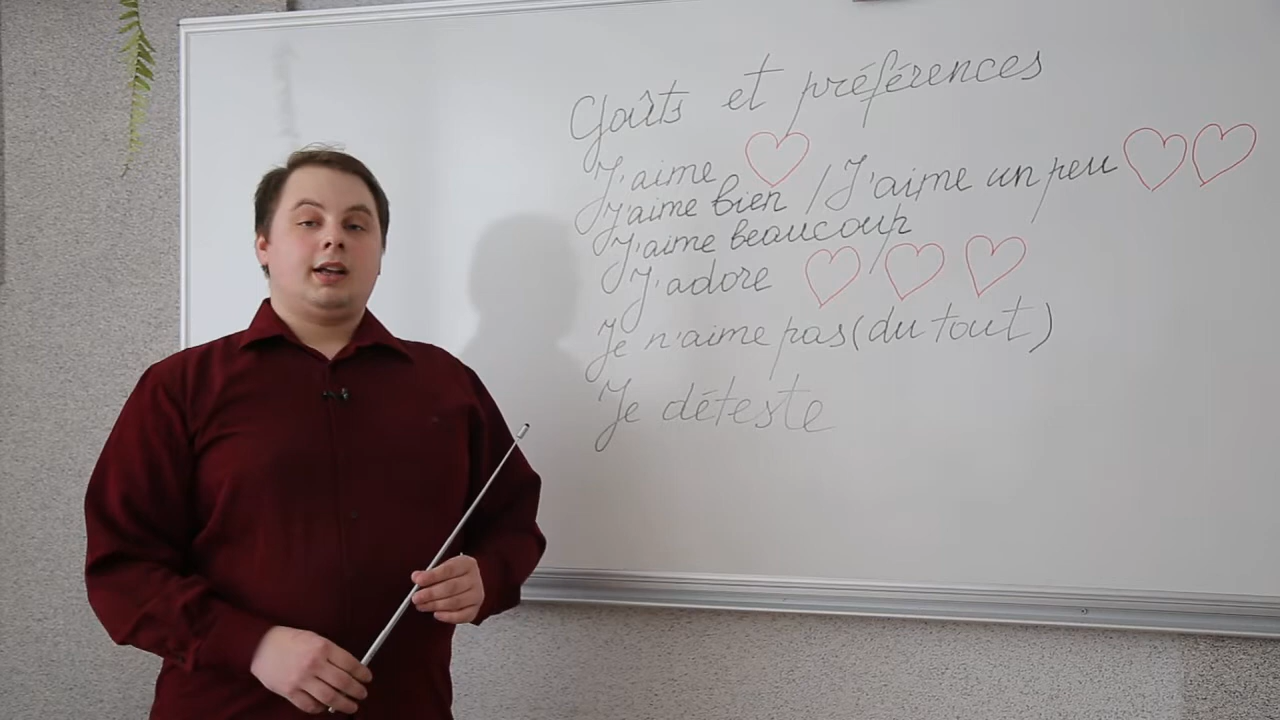 Goûts et préférences
J'aime
J'aime bien / J'aime un peu
J'aime beaucoup
J'adore
Je n'aime pas (du tout)
Je déteste